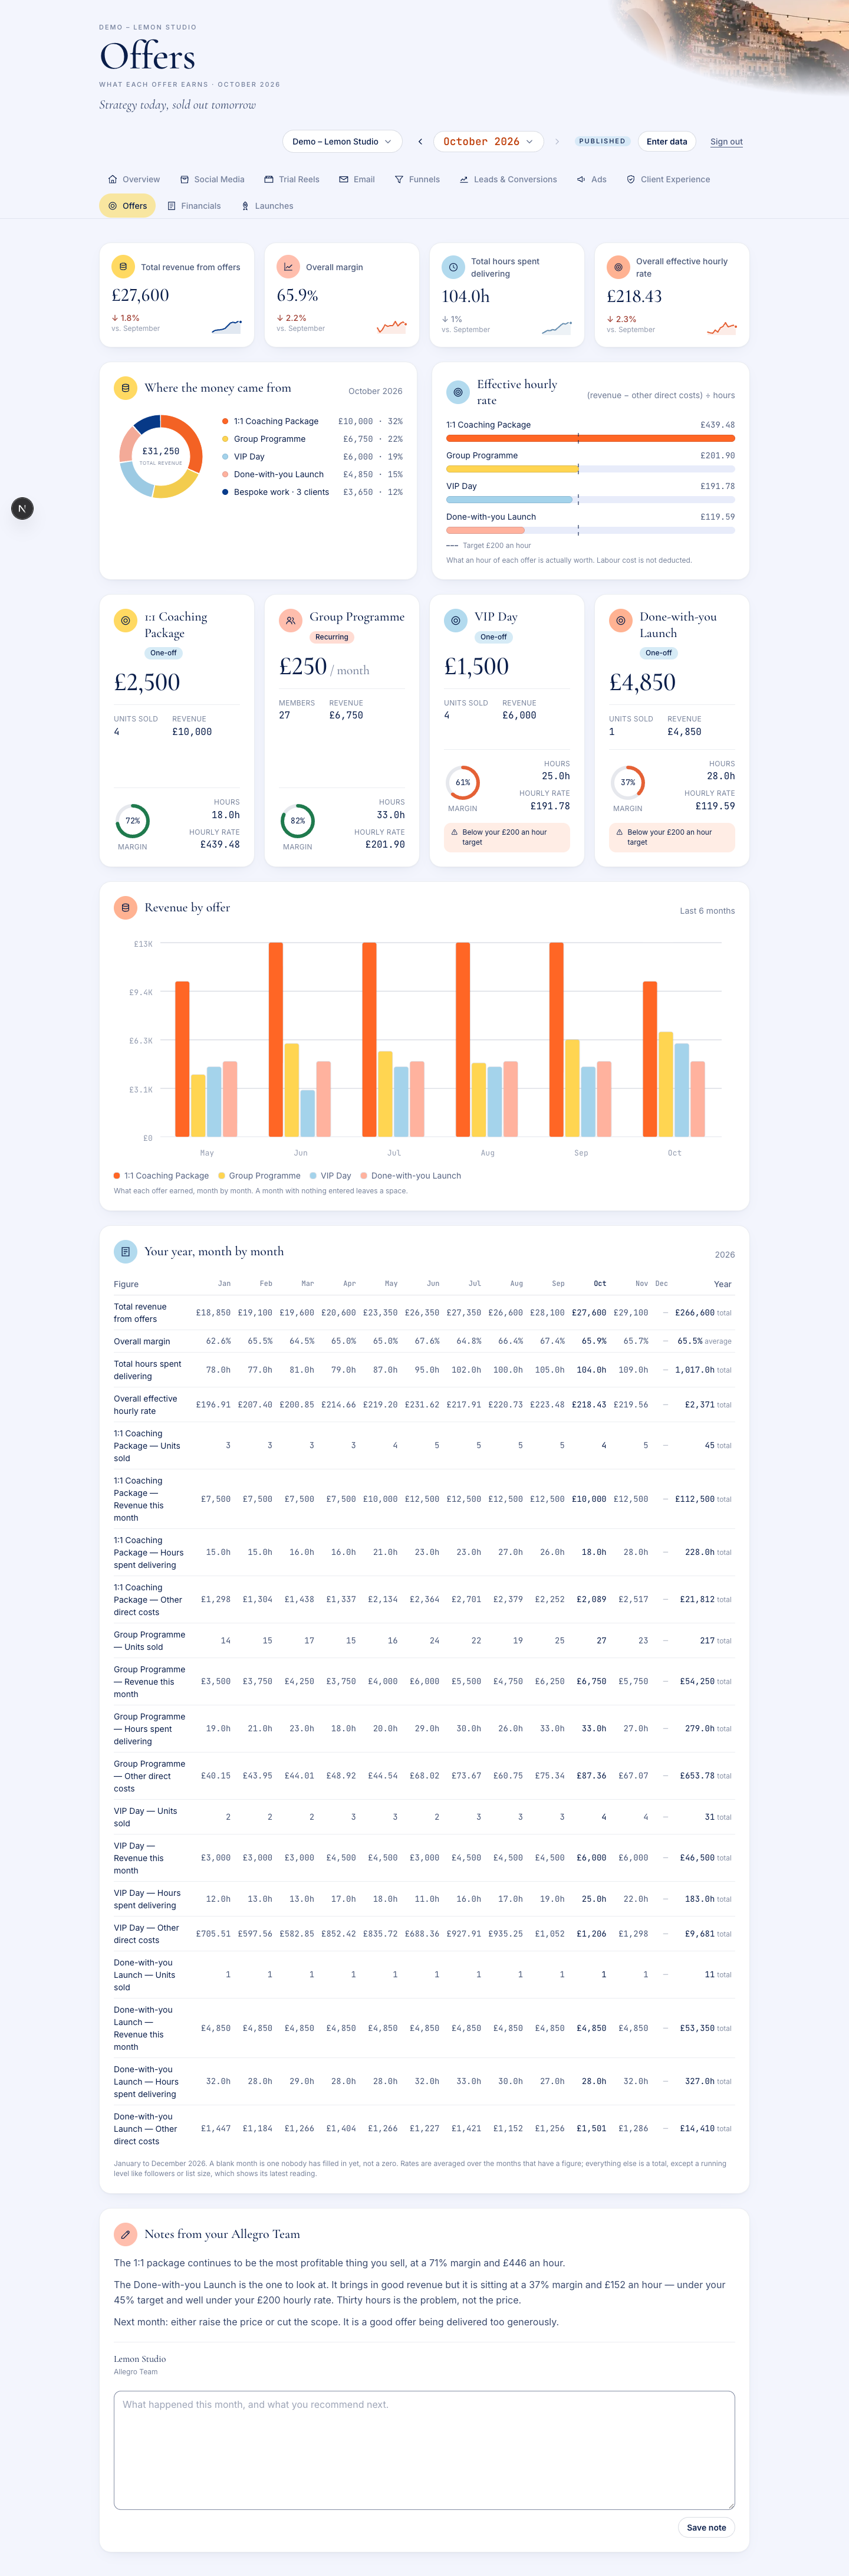 DEMO – LEMON STUDIO
Offers
WHAT EACH OFFER EARNS · OCTOBER 2026
Strategy today, sold out tomorrow
Demo – Lemon Studio
October 2026
PUBLISHED
Enter data
Sign out
Overview
Social Media
Trial Reels
Email
Funnels
Leads & Conversions
Ads
Client Experience
Offers
Financials
Launches
Total revenue from offers
£27,600
↓ 1.8%
vs. September
Overall margin
65.9%
↓ 2.2%
vs. September
Total hours spent
delivering
104.0h
↓ 1%
vs. September
Overall effective hourly
rate
£218.43
↓ 2.3%
vs. September
Where the money came from
October 2026
£31,250
TOTAL REVENUE
1:1 Coaching Package £10,000 · 32%
Group Programme £6,750 · 22%
VIP Day £6,000 · 19%
Done-with-you Launch £4,850 · 15%
Bespoke work · 3 clients £3,650 · 12%
Effective hourly
rate
(revenue − other direct costs) ÷ hours
1:1 Coaching Package £439.48
Group Programme £201.90
VIP Day £191.78
Done-with-you Launch £119.59
Target £200 an hour
What an hour of each offer is actually worth. Labour cost is not deducted.
N
1:1 Coaching
Package
One-off
£2,500
UNITS SOLD REVENUE
4 £10,000
72%
MARGIN
HOURS
18.0h
HOURLY RATE
£439.48
Group Programme
Recurring
£250 / month
MEMBERS REVENUE
27 £6,750
82%
MARGIN
HOURS
33.0h
HOURLY RATE
£201.90
VIP Day
One-off
£1,500
UNITS SOLD REVENUE
4 £6,000
61%
MARGIN
HOURS
25.0h
HOURLY RATE
£191.78
Below your £200 an hour
target
Done-with-you
Launch
One-off
£4,850
UNITS SOLD REVENUE
1 £4,850
37%
MARGIN
HOURS
28.0h
HOURLY RATE
£119.59
Below your £200 an hour
target
Revenue by offer
Last 6 months
£13K
£9.4K
£6.3K
£3.1K
£0
May Jun Jul Aug Sep Oct
1:1 Coaching Package Group Programme VIP Day Done-with-you Launch
What each offer earned, month by month. A month with nothing entered leaves a space.
Your year, month by month
2026
Figure Jan Feb Mar Apr May Jun Jul Aug Sep Oct Nov Dec Year
Total revenue
from offers
£18,850 £19,100 £19,600 £20,600 £23,350 £26,350 £27,350 £26,600 £28,100 £27,600 £29,100 — £266,600 total
Overall margin 62.6% 65.5% 64.5% 65.0% 65.0% 67.6% 64.8% 66.4% 67.4% 65.9% 65.7% — 65.5% average
Total hours spent
delivering
78.0h 77.0h 81.0h 79.0h 87.0h 95.0h 102.0h 100.0h 105.0h 104.0h 109.0h — 1,017.0h total
Overall effective
hourly rate
£196.91 £207.40 £200.85 £214.66 £219.20 £231.62 £217.91 £220.73 £223.48 £218.43 £219.56 — £2,371 total
1:1 Coaching
Package — Units
sold
3 3 3 3 4 5 5 5 5 4 5 — 45 total
1:1 Coaching
Package —
Revenue this
month
£7,500 £7,500 £7,500 £7,500 £10,000 £12,500 £12,500 £12,500 £12,500 £10,000 £12,500 — £112,500 total
1:1 Coaching
Package — Hours
spent delivering
15.0h 15.0h 16.0h 16.0h 21.0h 23.0h 23.0h 27.0h 26.0h 18.0h 28.0h — 228.0h total
1:1 Coaching
Package — Other
direct costs
£1,298 £1,304 £1,438 £1,337 £2,134 £2,364 £2,701 £2,379 £2,252 £2,089 £2,517 — £21,812 total
Group Programme
— Units sold
14 15 17 15 16 24 22 19 25 27 23 — 217 total
Group Programme
— Revenue this
month
£3,500 £3,750 £4,250 £3,750 £4,000 £6,000 £5,500 £4,750 £6,250 £6,750 £5,750 — £54,250 total
Group Programme
— Hours spent
delivering
19.0h 21.0h 23.0h 18.0h 20.0h 29.0h 30.0h 26.0h 33.0h 33.0h 27.0h — 279.0h total
Group Programme
— Other direct
costs
£40.15 £43.95 £44.01 £48.92 £44.54 £68.02 £73.67 £60.75 £75.34 £87.36 £67.07 — £653.78 total
VIP Day — Units
sold
2 2 2 3 3 2 3 3 3 4 4 — 31 total
VIP Day —
Revenue this
month
£3,000 £3,000 £3,000 £4,500 £4,500 £3,000 £4,500 £4,500 £4,500 £6,000 £6,000 — £46,500 total
VIP Day — Hours
spent delivering
12.0h 13.0h 13.0h 17.0h 18.0h 11.0h 16.0h 17.0h 19.0h 25.0h 22.0h — 183.0h total
VIP Day — Other
direct costs
£705.51 £597.56 £582.85 £852.42 £835.72 £688.36 £927.91 £935.25 £1,052 £1,206 £1,298 — £9,681 total
Done-with-you
Launch — Units
sold
1 1 1 1 1 1 1 1 1 1 1 — 11 total
Done-with-you
Launch —
Revenue this
month
£4,850 £4,850 £4,850 £4,850 £4,850 £4,850 £4,850 £4,850 £4,850 £4,850 £4,850 — £53,350 total
Done-with-you
Launch — Hours
spent delivering
32.0h 28.0h 29.0h 28.0h 28.0h 32.0h 33.0h 30.0h 27.0h 28.0h 32.0h — 327.0h total
Done-with-you
Launch — Other
direct costs
£1,447 £1,184 £1,266 £1,404 £1,266 £1,227 £1,421 £1,152 £1,256 £1,501 £1,286 — £14,410 total
January to December 2026. A blank month is one nobody has filled in yet, not a zero. Rates are averaged over the months that have a figure; everything else is a total, except a running
level like followers or list size, which shows its latest reading.
Notes from your Allegro Team
The 1:1 package continues to be the most profitable thing you sell, at a 71% margin and £446 an hour.
The Done-with-you Launch is the one to look at. It brings in good revenue but it is sitting at a 37% margin and £152 an hour — under your
45% target and well under your £200 hourly rate. Thirty hours is the problem, not the price.
Next month: either raise the price or cut the scope. It is a good offer being delivered too generously.
Lemon Studio
Allegro Team
What happened this month, and what you recommend next.
Save note